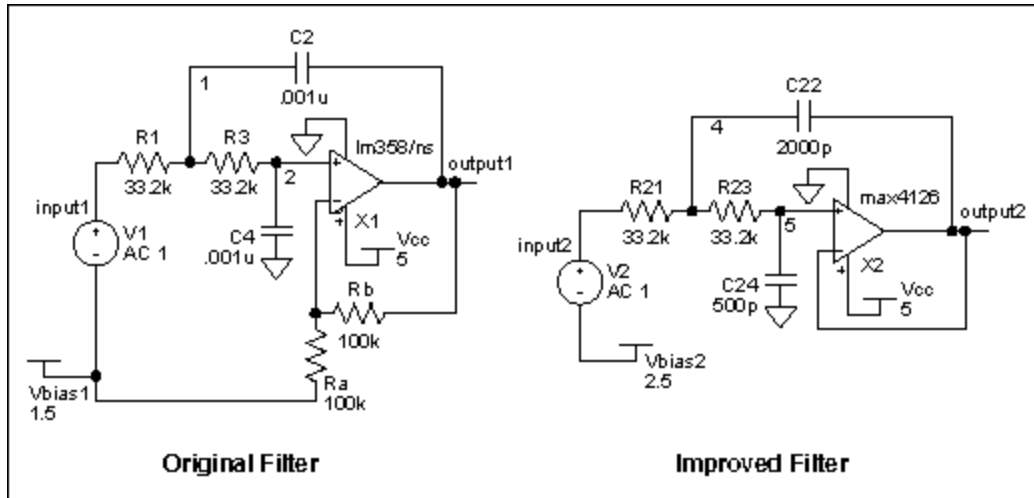 C2
1
.001u
R1
R3
lm358/ns
33.2k
33.2k
2
output1
input1
+
-
V1
AC 1
C4
.001u
+
-
+
X1
Vcc
5
Rb
100k
Ra
100k
Vbias1
1.5
Original Filter
C22
4
2000p
R21
R23
max4126
33.2k
33.2k
5
output2
input2
+
-
V2
AC 1
C24
500p
+
-
+
X2
Vcc
5
Vbias2
2.5
Improved Filter